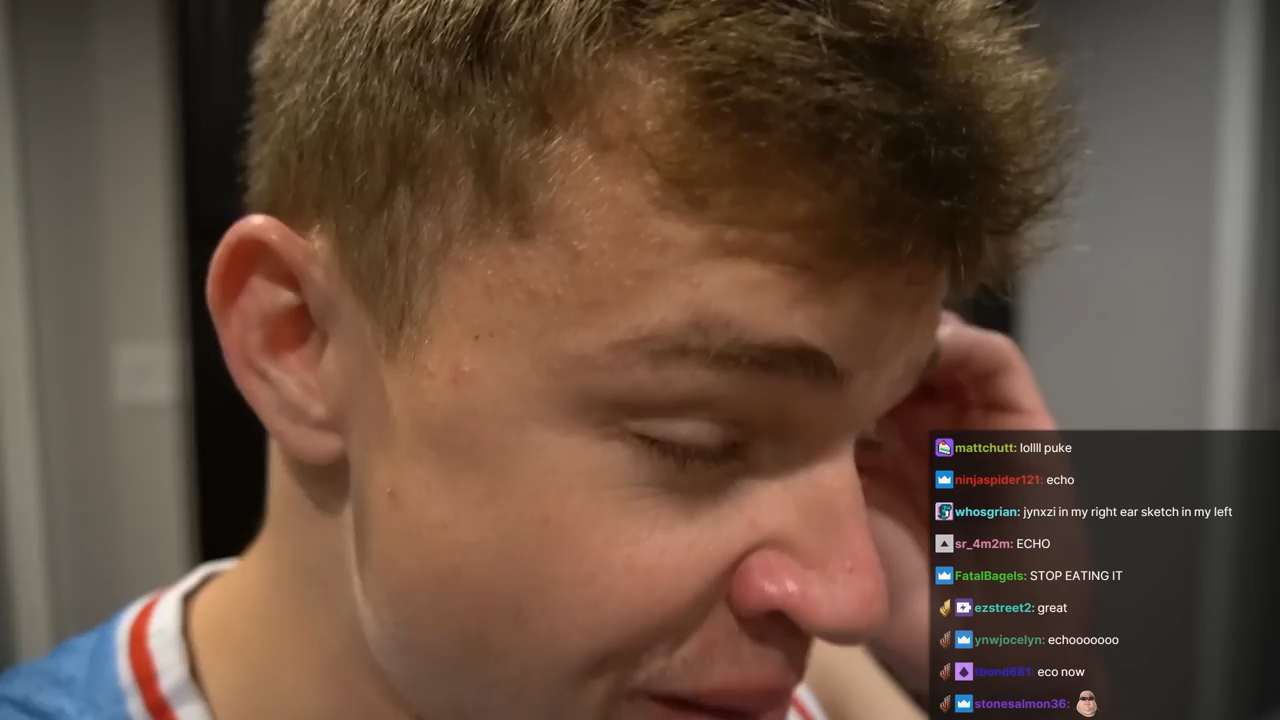 mattchutt: lollll puke
ninjaspider121: echo
whosgrian: jynxzi in my right ear sketch in my left
sr_4m2m: ECHO
FatalBagels: STOP EATING IT
ezstreet2: great
ynwjocelyn: echooooooo
eco now
stonesalmon36: